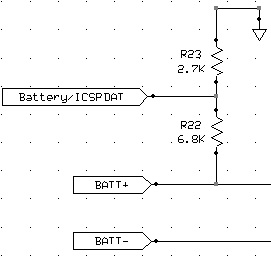 R23
2.7K
Battery/ICSPDAT
R22
6.8K
BATT+
BATT-